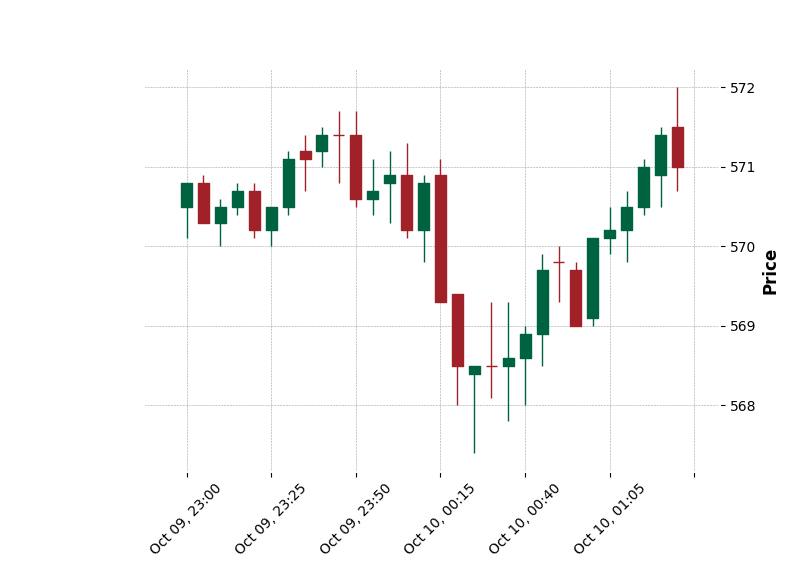 572
571
570
569
568
Price
Oct 09, 23:00
Oct 09, 23:25
Oct 09, 23:50
Oct 10, 00:15
Oct 10, 00:40
Oct 10, 01:05